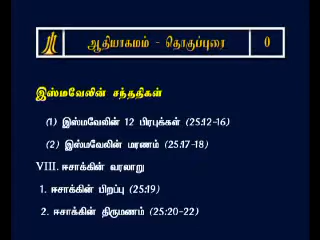 ஆதியாகமம் - தொகுப்புரை 0
இஸ்மவேலின் சந்ததிகள்
(1) இஸ்மவேலின் 12 பிரபுக்கள் (25:12-16)
(2) இஸ்மவேலின் மரணம் (25:17-18)
VIII. ஈசாக்கின் வரலாறு
1. ஈசாக்கின் பிறப்பு (25:19)
2. ஈசாக்கின் திருமணம் (25:20-22)